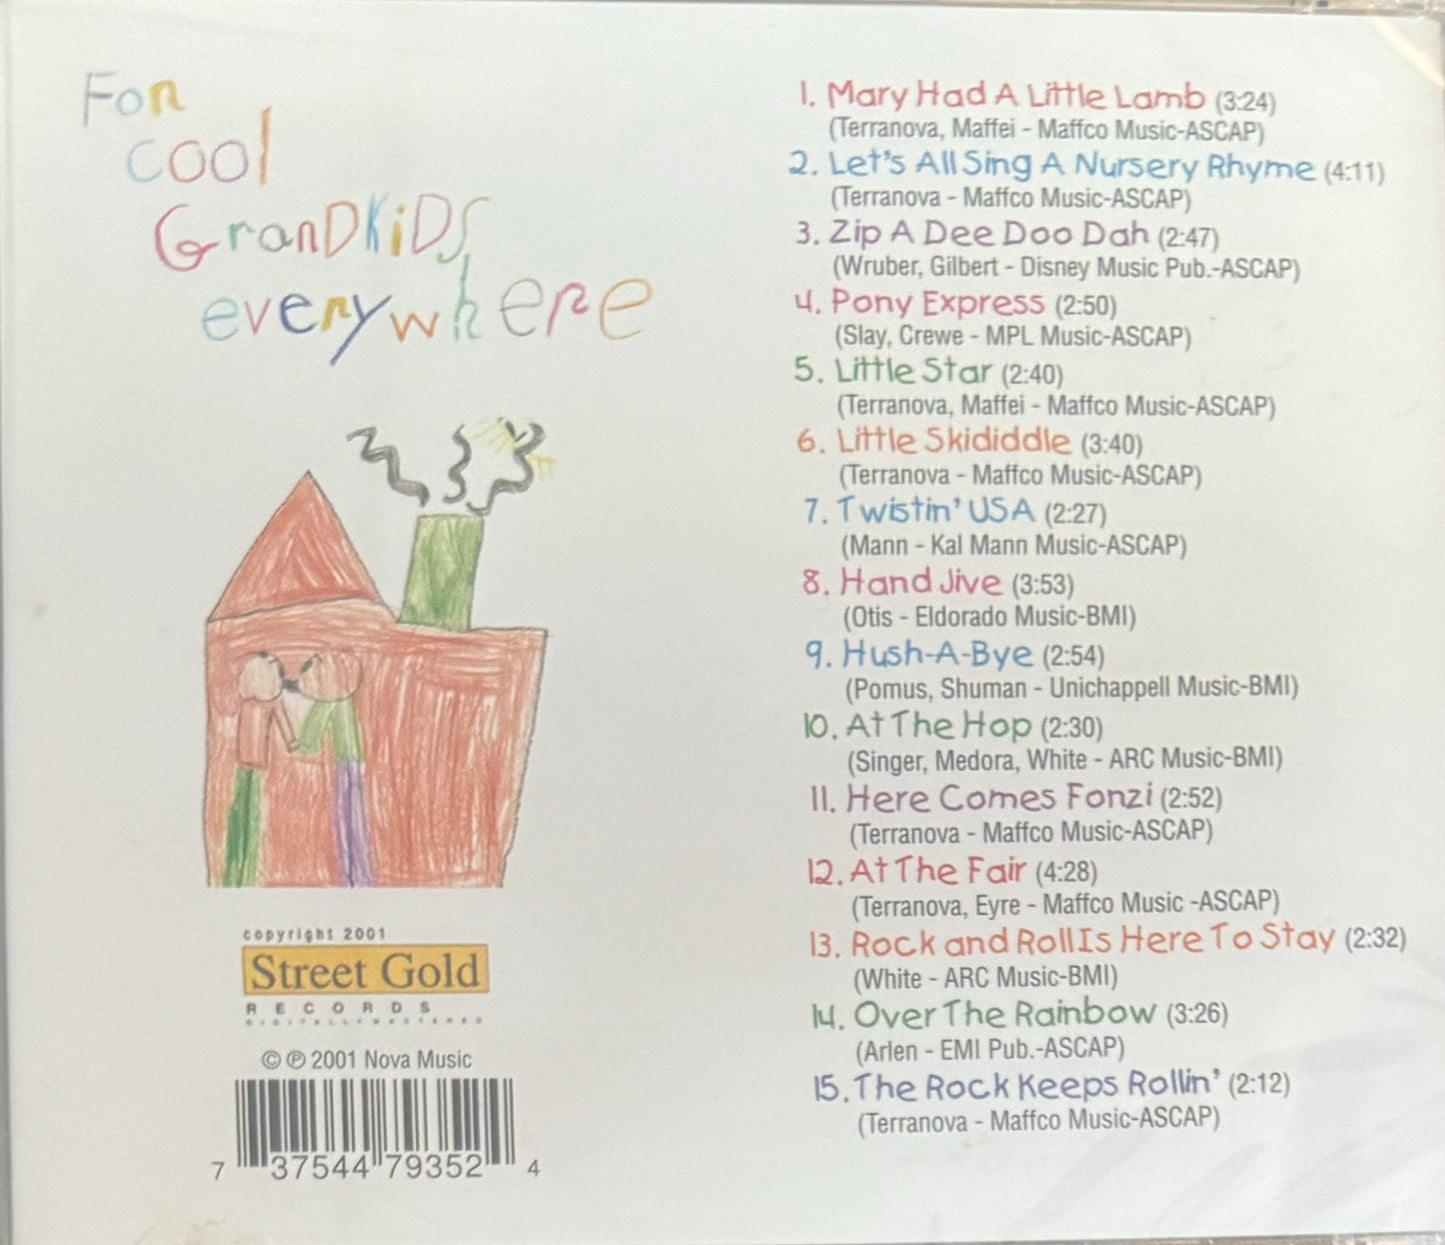 For
cool
GranDKiDS
everywhere
copyright 2001
Street Gold
RECORDS
DIGITALLY MASTERED
© ℗ 2001 Nova Music
7 37544 79352 4
1. Mary Had A Little Lamb (3:24)
(Terranova, Maffei - Maffco Music-ASCAP)
2. Let's All Sing A Nursery Rhyme (4:11)
(Terranova - Maffco Music-ASCAP)
3. Zip A Dee Doo Dah (2:47)
(Wruber, Gilbert - Disney Music Pub.-ASCAP)
4. Pony Express (2:50)
(Slay, Crewe - MPL Music-ASCAP)
5. Little Star (2:40)
(Terranova, Maffei - Maffco Music-ASCAP)
6. Little Skididdle (3:40)
(Terranova - Maffco Music-ASCAP)
7. Twistin' USA (2:27)
(Mann - Kal Mann Music-ASCAP)
8. Hand Jive (3:53)
(Otis - Eldorado Music-BMI)
9. Hush-A-Bye (2:54)
(Pomus, Shuman - Unichappell Music-BMI)
10. At The Hop (2:30)
(Singer, Medora, White - ARC Music-BMI)
11. Here Comes Fonzi (2:52)
(Terranova - Maffco Music-ASCAP)
12. At The Fair (4:28)
(Terranova, Eyre - Maffco Music -ASCAP)
13. Rock and Roll Is Here To Stay (2:32)
(White - ARC Music-BMI)
14. Over The Rainbow (3:26)
(Arlen - EMI Pub.-ASCAP)
15. The Rock Keeps Rollin' (2:12)
(Terranova - Maffco Music-ASCAP)